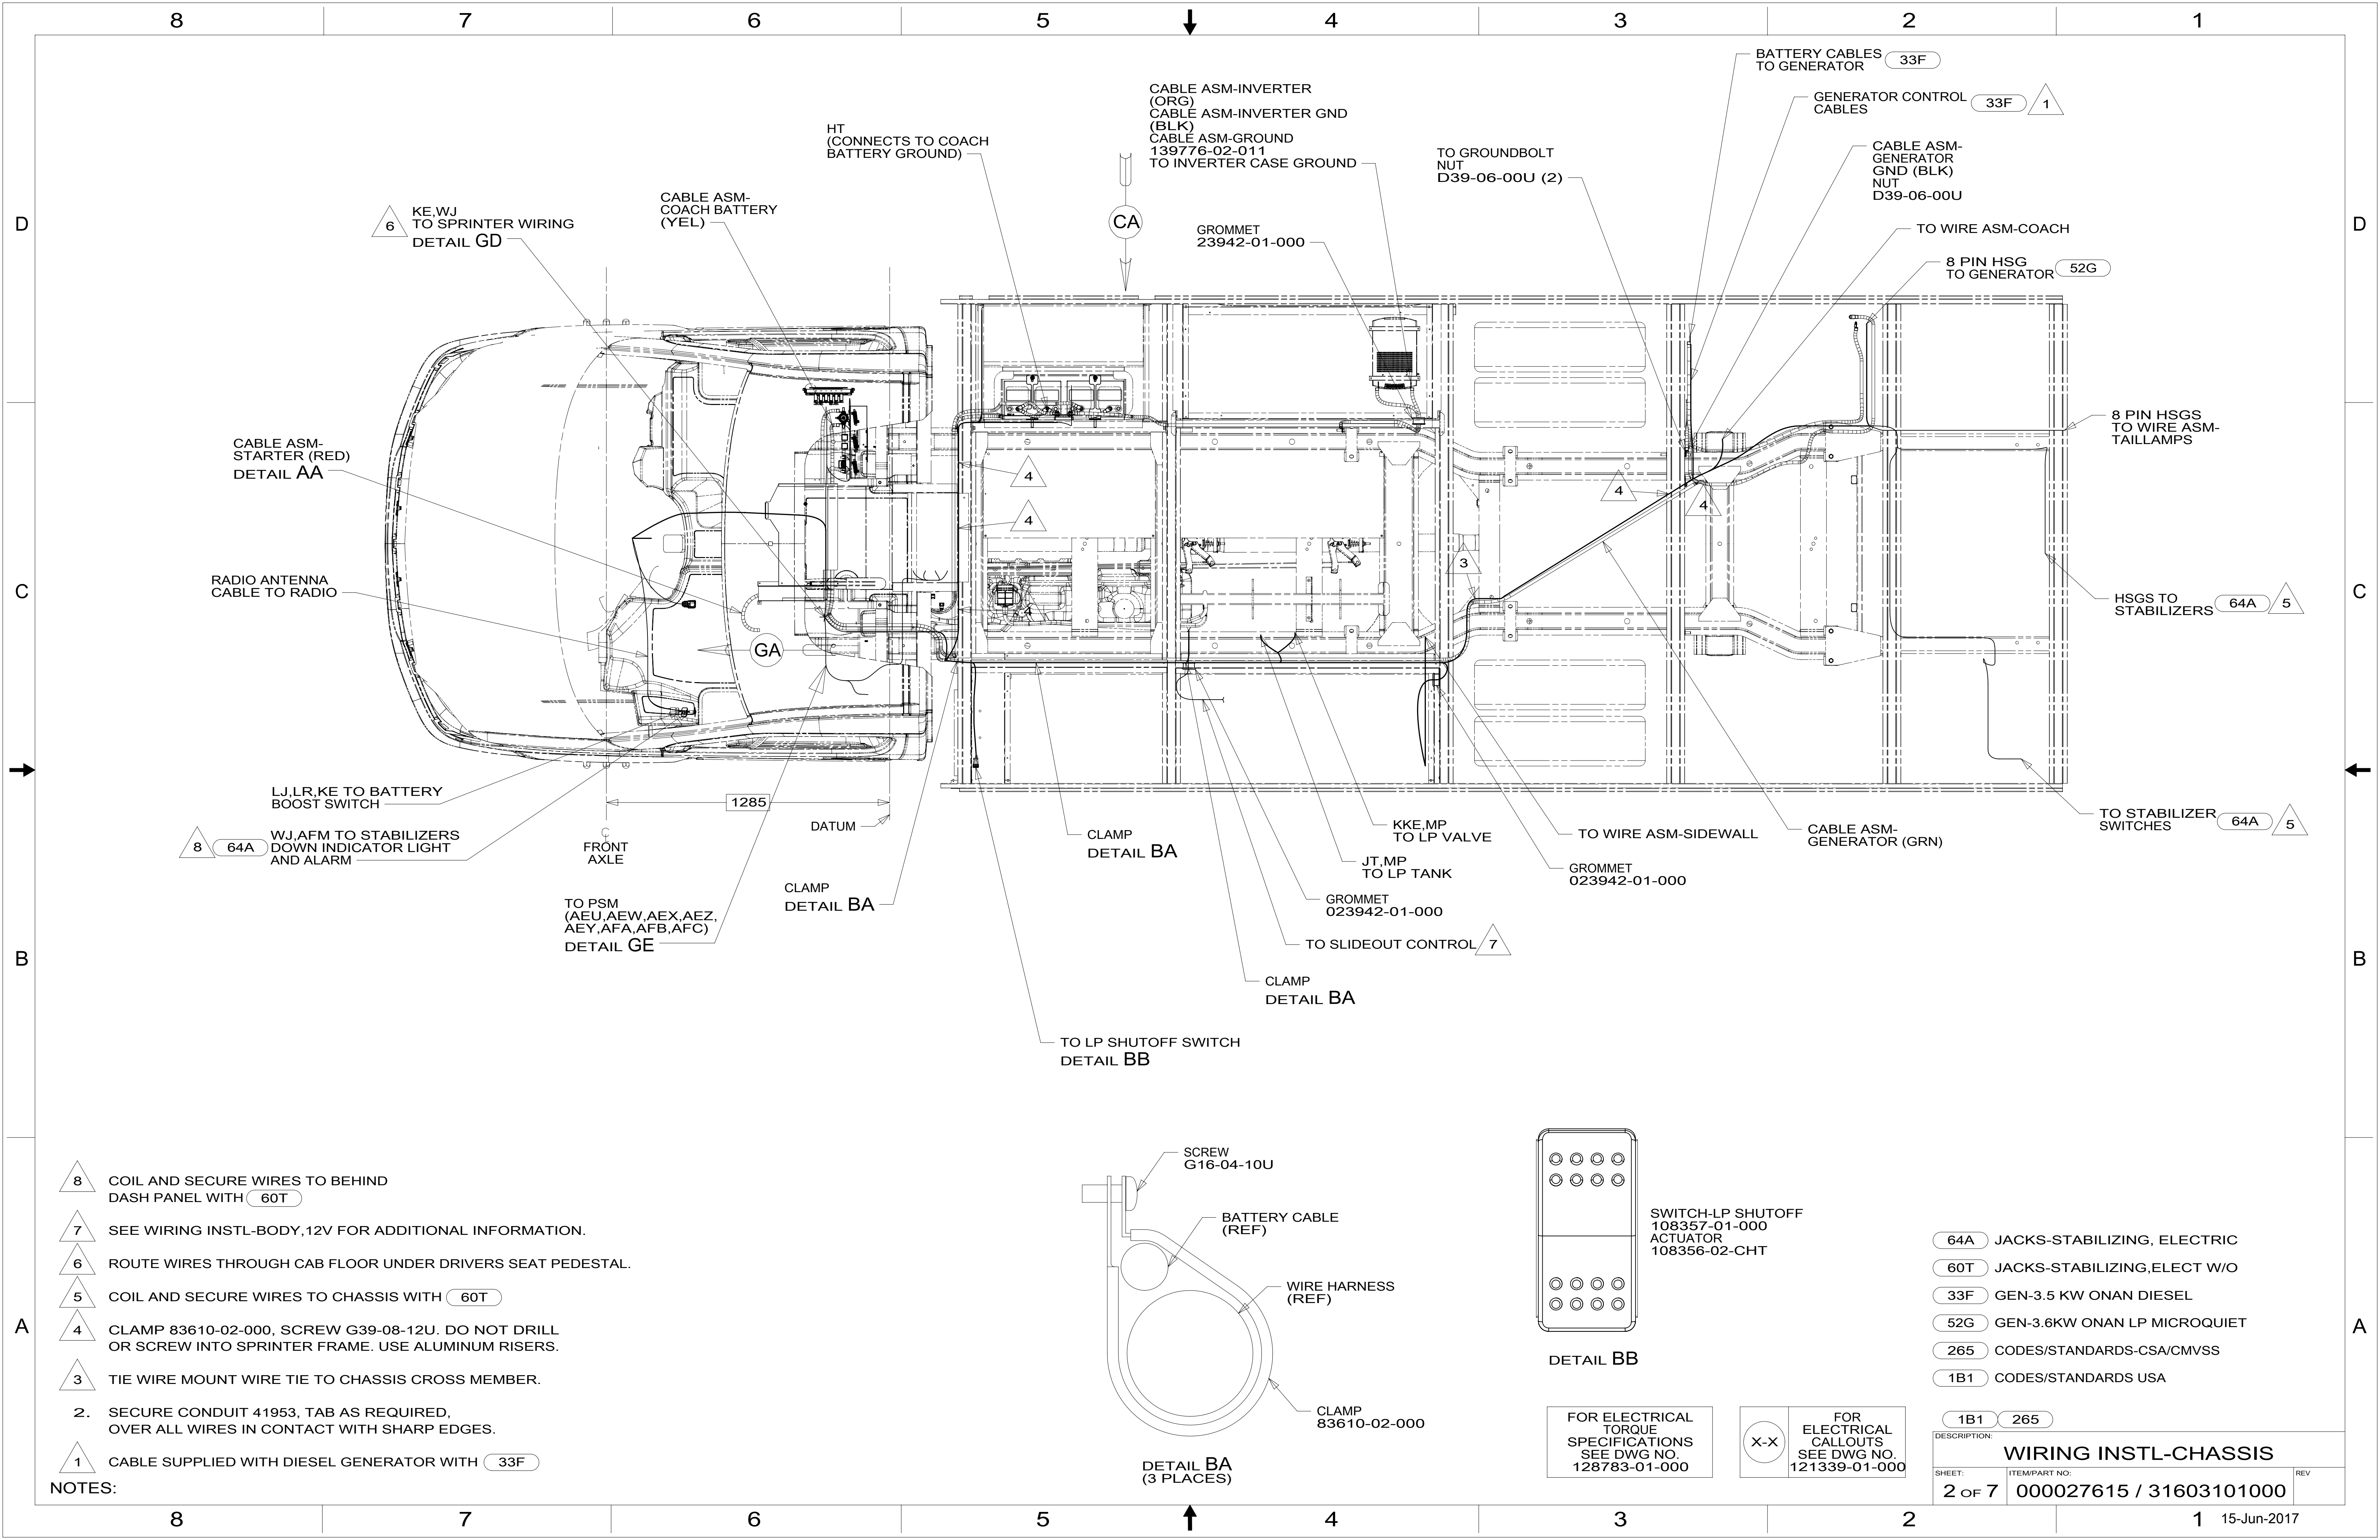 8 7 6 5 4 3 2 1
D
C
B
A
D
C
B
A
BATTERY CABLES
TO GENERATOR 33F
GENERATOR CONTROL
CABLES 33F 1
CABLE ASM-INVERTER
(ORG)
CABLE ASM-INVERTER GND
(BLK)
CABLE ASM-GROUND
139776-02-011
TO INVERTER CASE GROUND
HT
(CONNECTS TO COACH
BATTERY GROUND)
TO GROUNDBOLT
NUT
D39-06-00U (2)
CABLE ASM-
GENERATOR
GND (BLK)
NUT
D39-06-00U
CABLE ASM-
COACH BATTERY
(YEL)
6
KE,WJ
TO SPRINTER WIRING
DETAIL GD
CA
GROMMET
23942-01-000
TO WIRE ASM-COACH
8 PIN HSG
TO GENERATOR 52G
8 PIN HSGS
TO WIRE ASM-
TAILLAMPS
CABLE ASM-
STARTER (RED)
DETAIL AA
4
4
4
4
3
RADIO ANTENNA
CABLE TO RADIO
HSGS TO
STABILIZERS 64A 5
GA
LJ,LR,KE TO BATTERY
BOOST SWITCH
1285
DATUM
C
FRONT
AXLE
8 64A
WJ,AFM TO STABILIZERS
DOWN INDICATOR LIGHT
AND ALARM
CLAMP
DETAIL BA
KKE,MP
TO LP VALVE
JT,MP
TO LP TANK
TO WIRE ASM-SIDEWALL
CABLE ASM-
GENERATOR (GRN)
TO STABILIZER
SWITCHES 64A 5
GROMMET
023942-01-000
CLAMP
DETAIL BA
GROMMET
023942-01-000
TO PSM
(AEU,AEW,AEX,AEZ,
AEY,AFA,AFB,AFC)
DETAIL GE
TO SLIDEOUT CONTROL 7
CLAMP
DETAIL BA
TO LP SHUTOFF SWITCH
DETAIL BB
8 COIL AND SECURE WIRES TO BEHIND
DASH PANEL WITH 60T
7 SEE WIRING INSTL-BODY,12V FOR ADDITIONAL INFORMATION.
6 ROUTE WIRES THROUGH CAB FLOOR UNDER DRIVERS SEAT PEDESTAL.
5 COIL AND SECURE WIRES TO CHASSIS WITH 60T
4 CLAMP 83610-02-000, SCREW G39-08-12U. DO NOT DRILL
OR SCREW INTO SPRINTER FRAME. USE ALUMINUM RISERS.
3 TIE WIRE MOUNT WIRE TIE TO CHASSIS CROSS MEMBER.
2. SECURE CONDUIT 41953, TAB AS REQUIRED,
OVER ALL WIRES IN CONTACT WITH SHARP EDGES.
1 CABLE SUPPLIED WITH DIESEL GENERATOR WITH 33F
NOTES:
SCREW
G16-04-10U
BATTERY CABLE
(REF)
WIRE HARNESS
(REF)
CLAMP
83610-02-000
DETAIL BA
(3 PLACES)
SWITCH-LP SHUTOFF
108357-01-000
ACTUATOR
108356-02-CHT
DETAIL BB
FOR ELECTRICAL
TORQUE
SPECIFICATIONS
SEE DWG NO.
128783-01-000
X-X
FOR
ELECTRICAL
CALLOUTS
SEE DWG NO.
121339-01-000
64A JACKS-STABILIZING, ELECTRIC
60T JACKS-STABILIZING,ELECT W/O
33F GEN-3.5 KW ONAN DIESEL
52G GEN-3.6KW ONAN LP MICROQUIET
265 CODES/STANDARDS-CSA/CMVSS
1B1 CODES/STANDARDS USA
1B1 265
DESCRIPTION:
WIRING INSTL-CHASSIS
SHEET:
2 OF 7
ITEM/PART NO:
000027615 / 31603101000
REV
8 7 6 5 4 3 2 1
15-Jun-2017